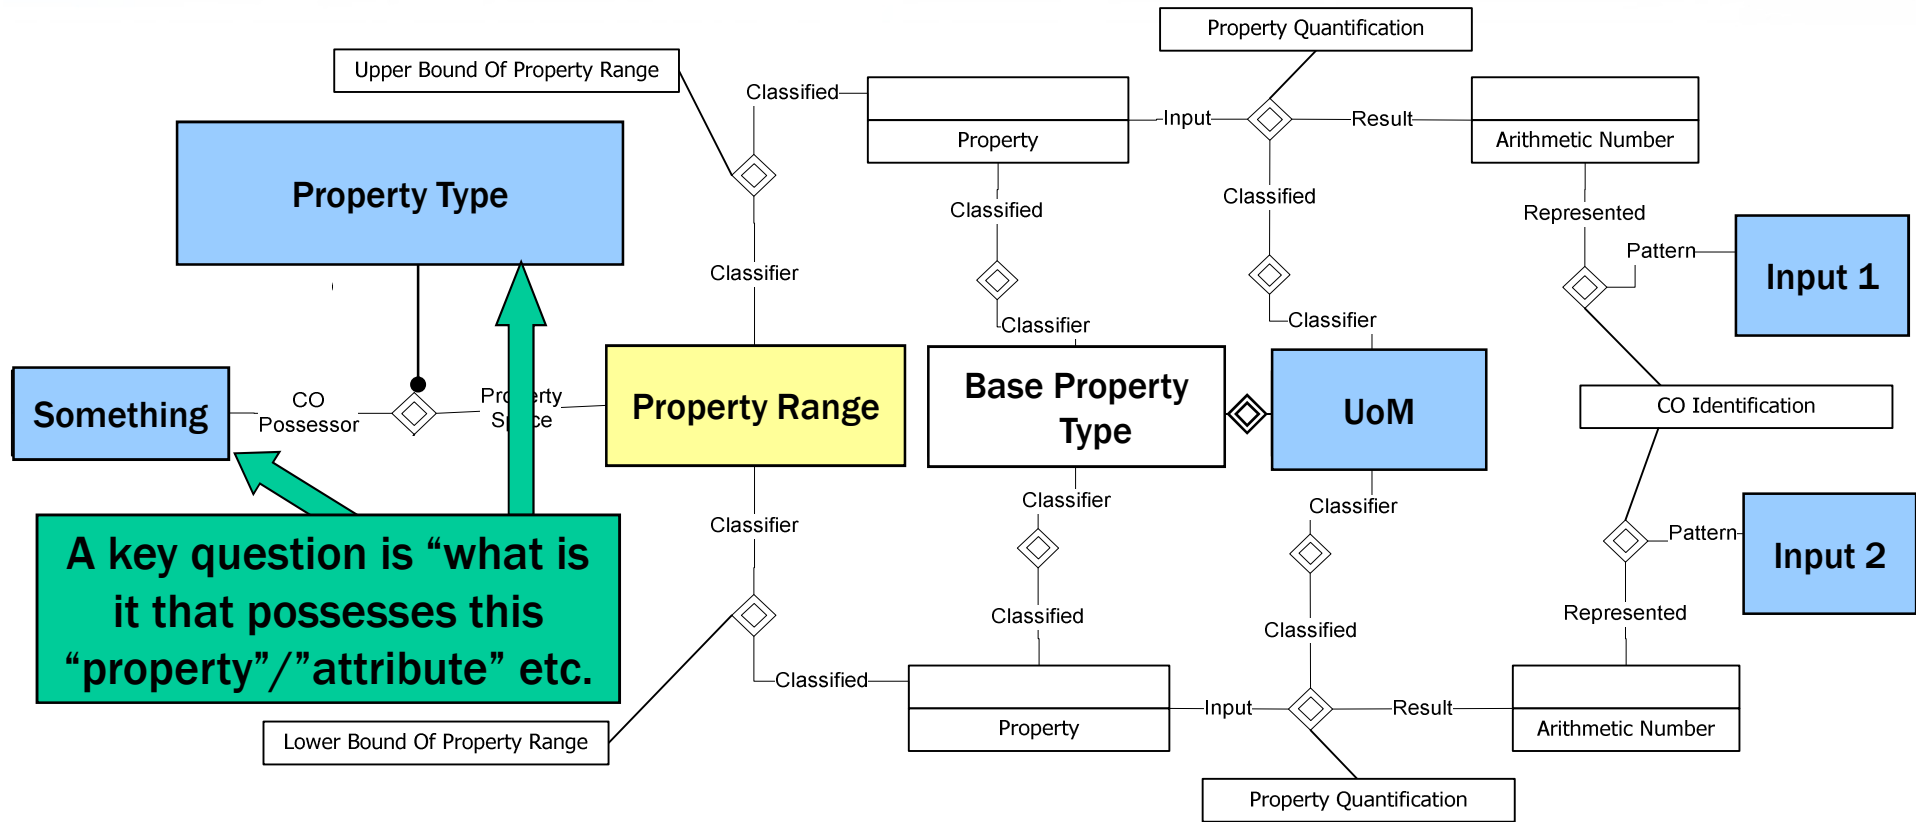 Property Quantification
Upper Bound Of Property Range
Classified
Property
Input
Result
Arithmetic Number
Property Type
Classified
Classified
Represented
Pattern
Input 1
Classifier
Classifier
Classifier
Something
CO
Possessor
Property
Space
Property Range
Base Property
Type
UoM
CO Identification
Classifier
Classifier
Classifier
A key question is “what is
it that possesses this
“property”/”attribute” etc.
Pattern
Input 2
Classified
Classified
Represented
Classified
Property
Input
Result
Arithmetic Number
Lower Bound Of Property Range
Property Quantification